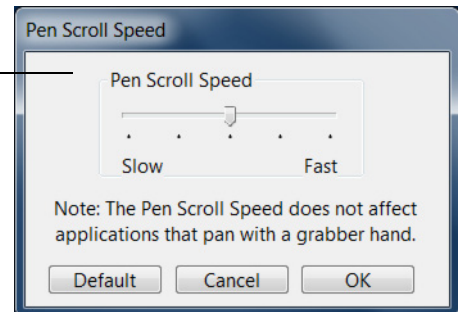 Pen Scroll Speed
Pen Scroll Speed
Slow Fast
Note: The Pen Scroll Speed does not affect
applications that pan with a grabber hand.
Default Cancel OK